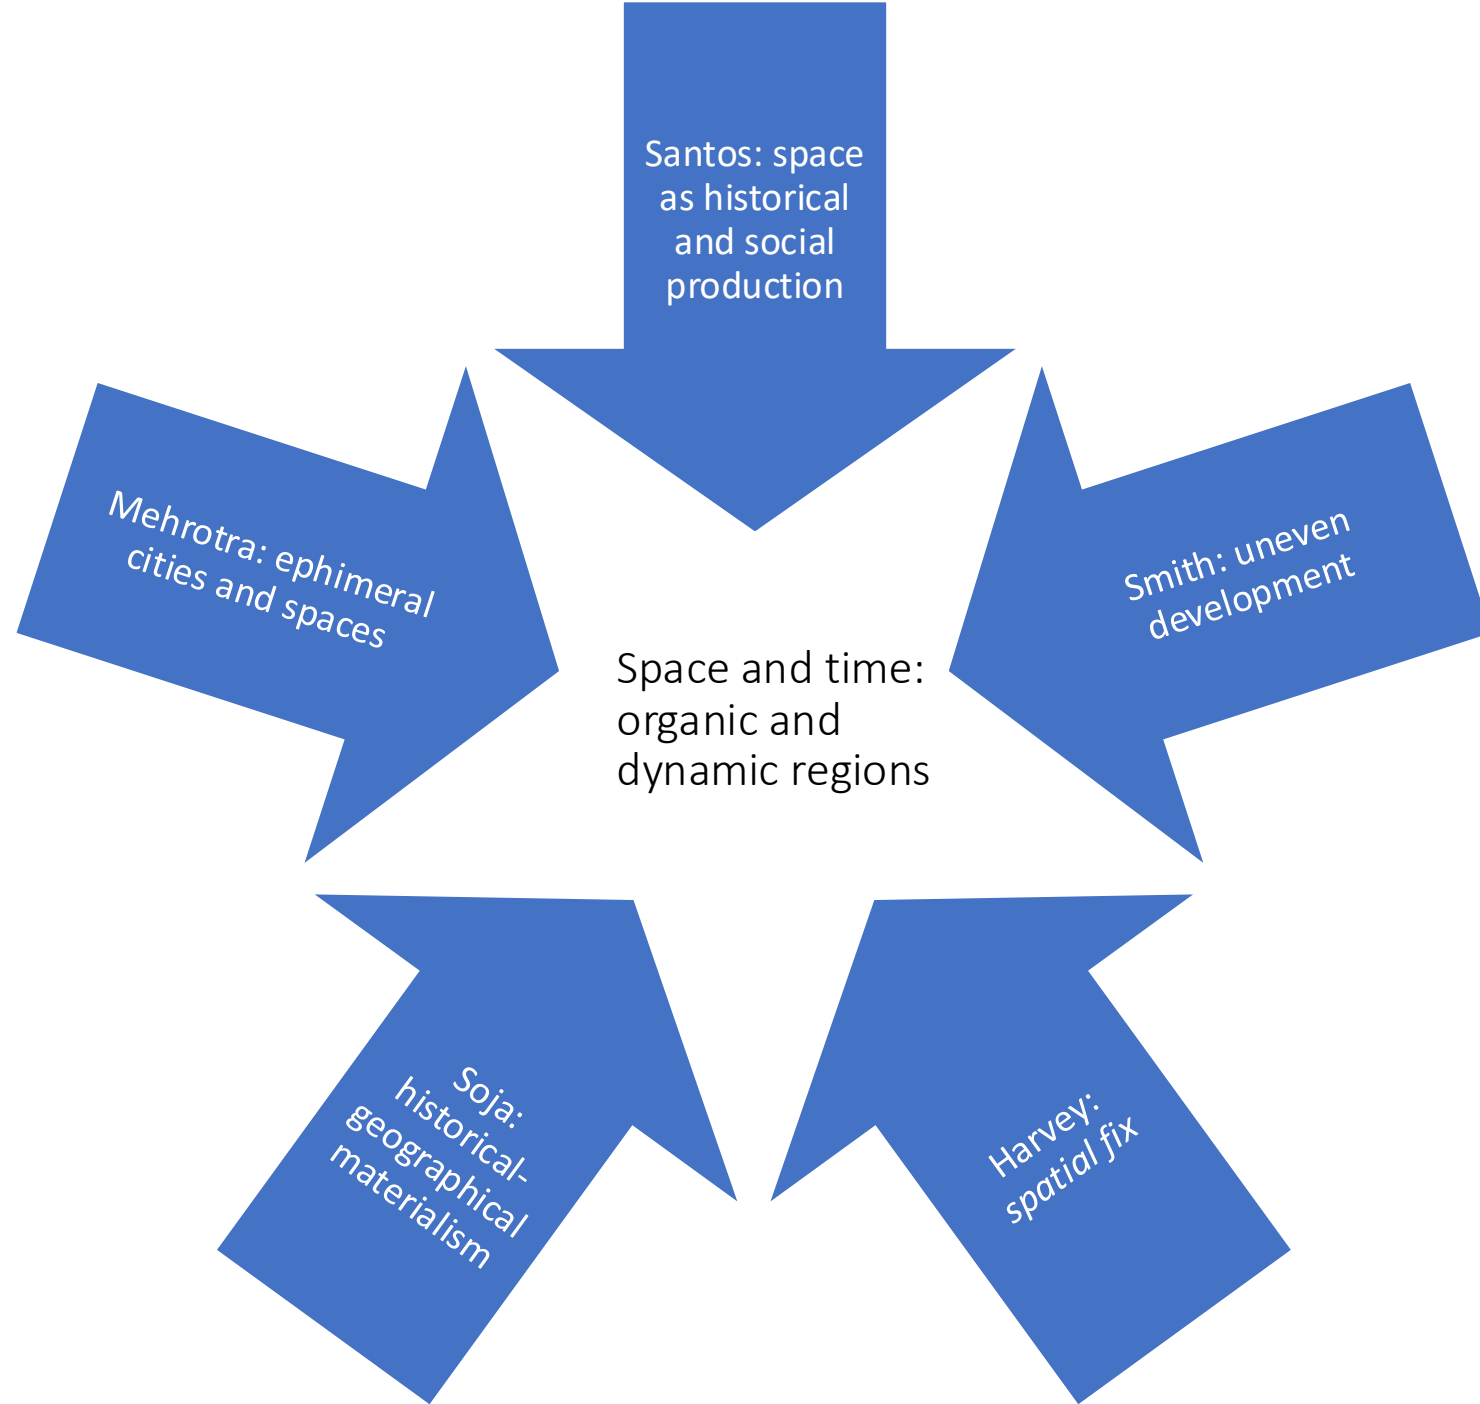 Santos: space
as historical
and social
production
Mehrotra: ephimeral
cities and spaces
Smith: uneven
development
Space and time:
organic and
dynamic regions
Soja:
historical-
geographical
materialism
Harvey:
spatial fix